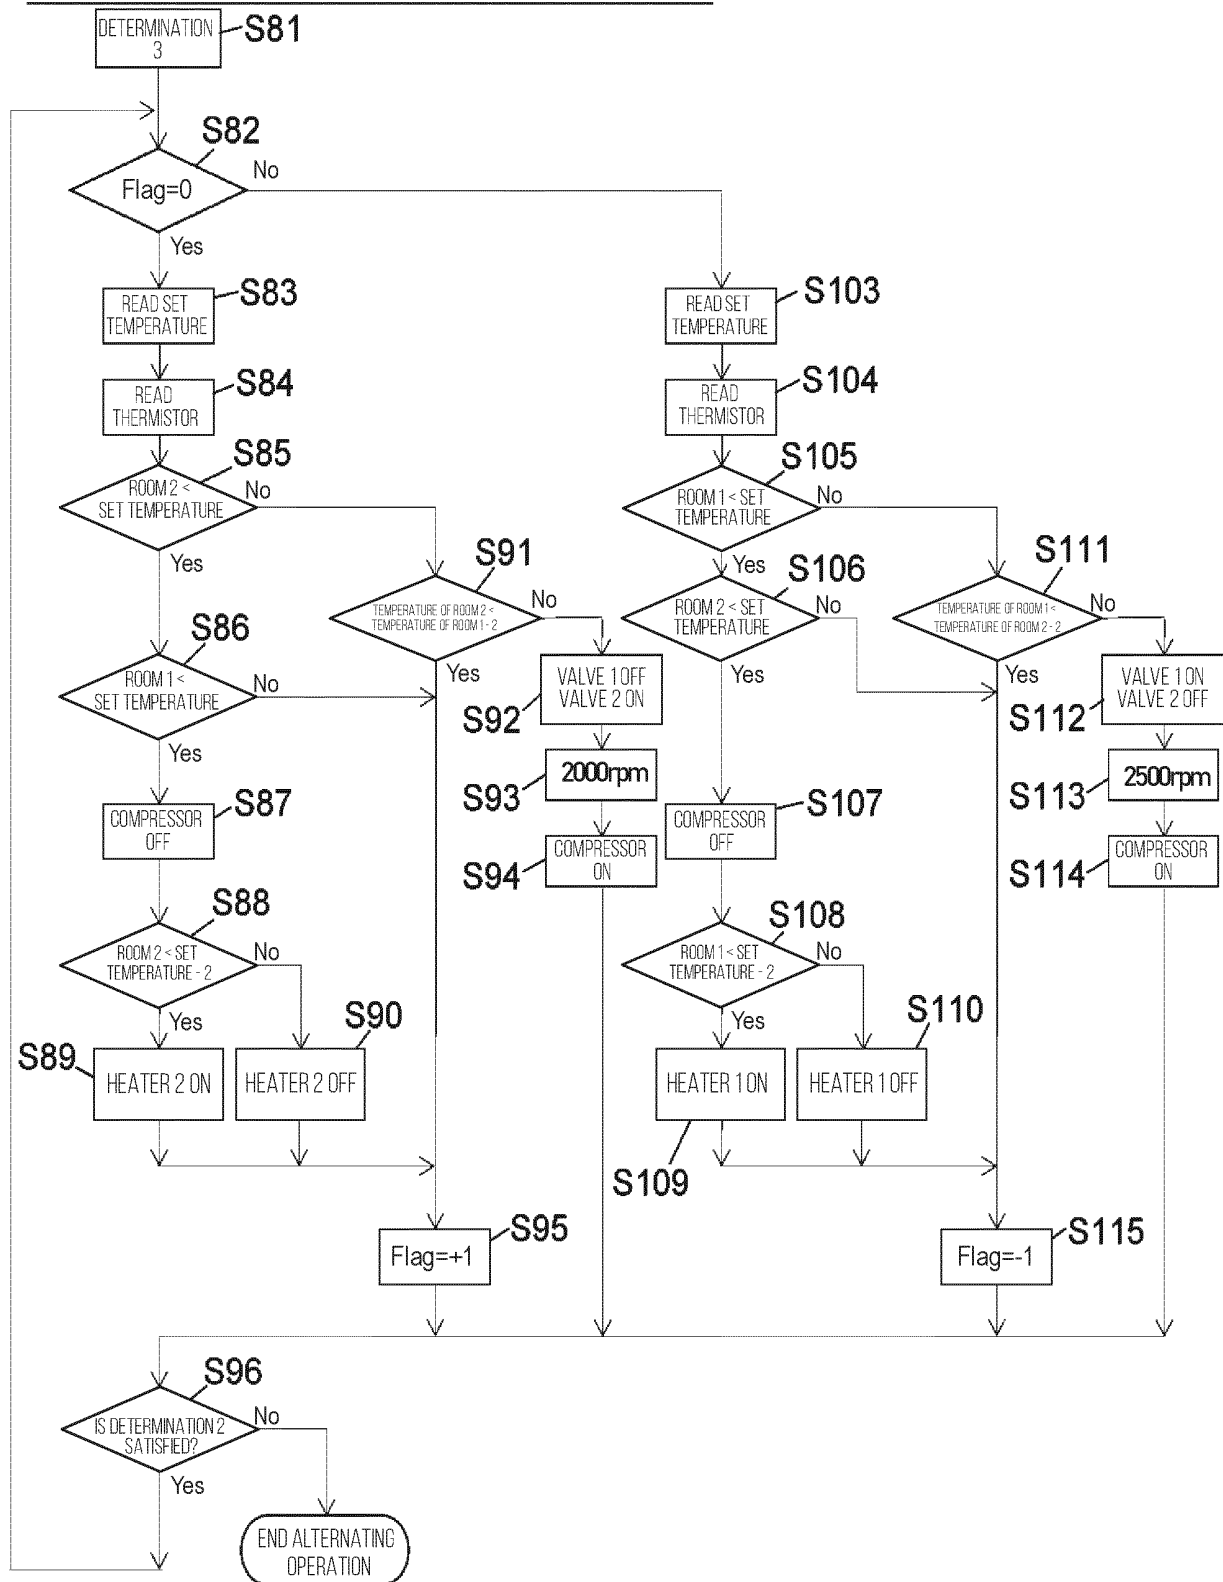 DETERMINATION
3
S81
S82
Flag=0
No
Yes
READ SET
TEMPERATURE
S83
READ
THERMISTOR
S84
S85
ROOM 2 <
SET TEMPERATURE
No
Yes
S86
ROOM 1 <
SET TEMPERATURE
No
Yes
COMPRESSOR
OFF
S87
S88
ROOM 2 < SET
TEMPERATURE - 2
No
Yes
S89
HEATER 2 ON
S90
HEATER 2 OFF
S91
TEMPERATURE OF ROOM 2 <
TEMPERATURE OF ROOM 1 - 2
No
Yes
VALVE 1 OFF
VALVE 2 ON
S92
2000rpm
S93
COMPRESSOR
ON
S94
Flag=+1
S95
READ SET
TEMPERATURE
S103
READ
THERMISTOR
S104
S105
ROOM 1 < SET
TEMPERATURE
No
Yes
S106
ROOM 2 < SET
TEMPERATURE
No
Yes
COMPRESSOR
OFF
S107
S108
ROOM 1 < SET
TEMPERATURE - 2
No
Yes
HEATER 1 ON
S109
S110
HEATER 1 OFF
S111
TEMPERATURE OF ROOM 1 <
TEMPERATURE OF ROOM 2 - 2
No
Yes
VALVE 1 ON
VALVE 2 OFF
S112
2500rpm
S113
COMPRESSOR
ON
S114
Flag=-1
S115
S96
IS DETERMINATION 2
SATISFIED?
No
Yes
END ALTERNATING
OPERATION